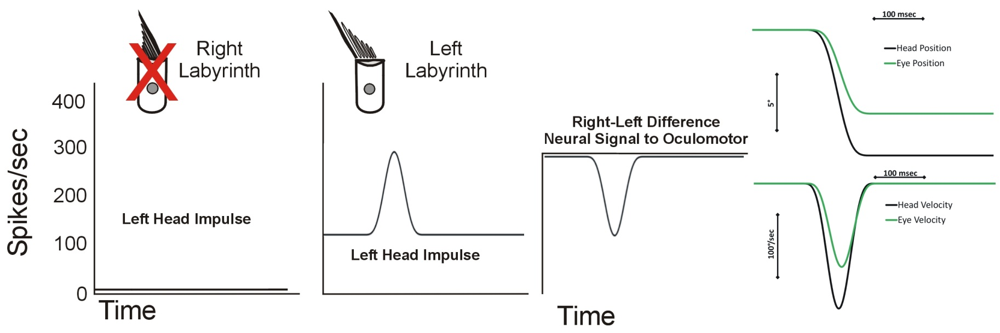 Right
Labyrinth
Left
Labyrinth
Spikes/sec
400
300
200
100
0
Left Head Impulse
Time
Left Head Impulse
Right-Left Difference
Neural Signal to Oculomotor
Time
100 msec
Head Position
Eye Position
5°
100 msec
Head Velocity
Eye Velocity
100°/sec